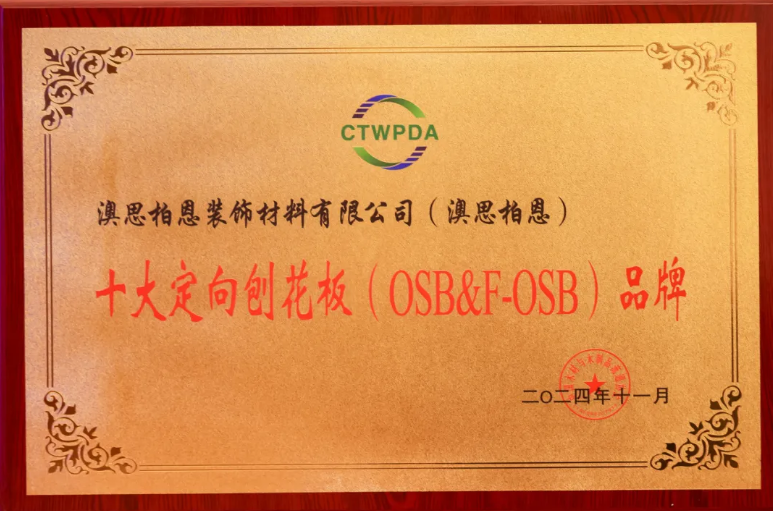 CTWPDA
澳思柏恩装饰材料有限公司（澳思柏恩）
十大定向刨花板（OSB&F-OSB）品牌
二〇二四年十一月